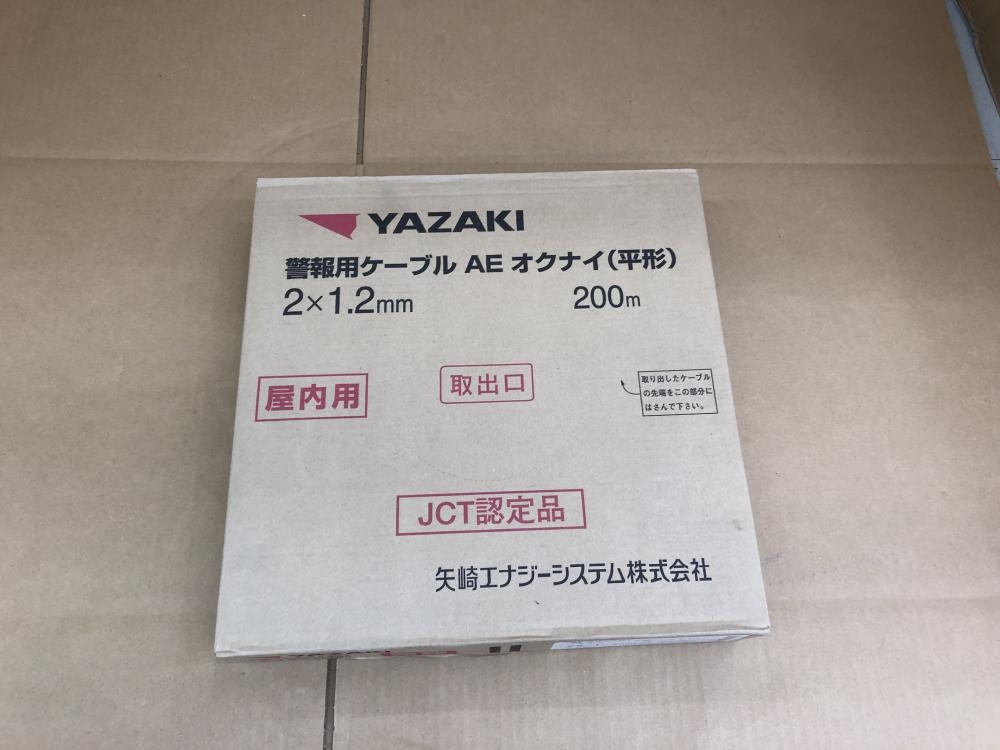 YAZAKI
警報用ケーブル AE オクナイ(平形)
2×1.2mm 200m
屋内用
取出口
取り出したケーブル
の先端をこの部分に
はさんで下さい。
JCT認定品
矢崎エナジーシステム株式会社